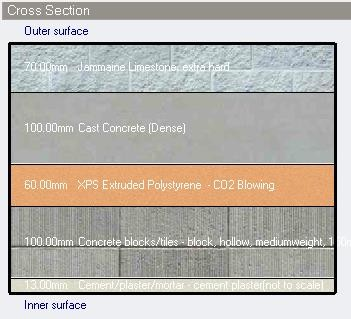 Cross Section
Outer surface
70.00mm Jammaine Limestone, extra hard
100.00mm Cast Concrete (Dense)
60.00mm XPS Extruded Polystyrene - CO2 Blowing
100.00mm Concrete blocks/tiles - block, hollow, mediumweight,
13.00mm Cement/plaster/mortar - cement plaster(not to scale)
Inner surface